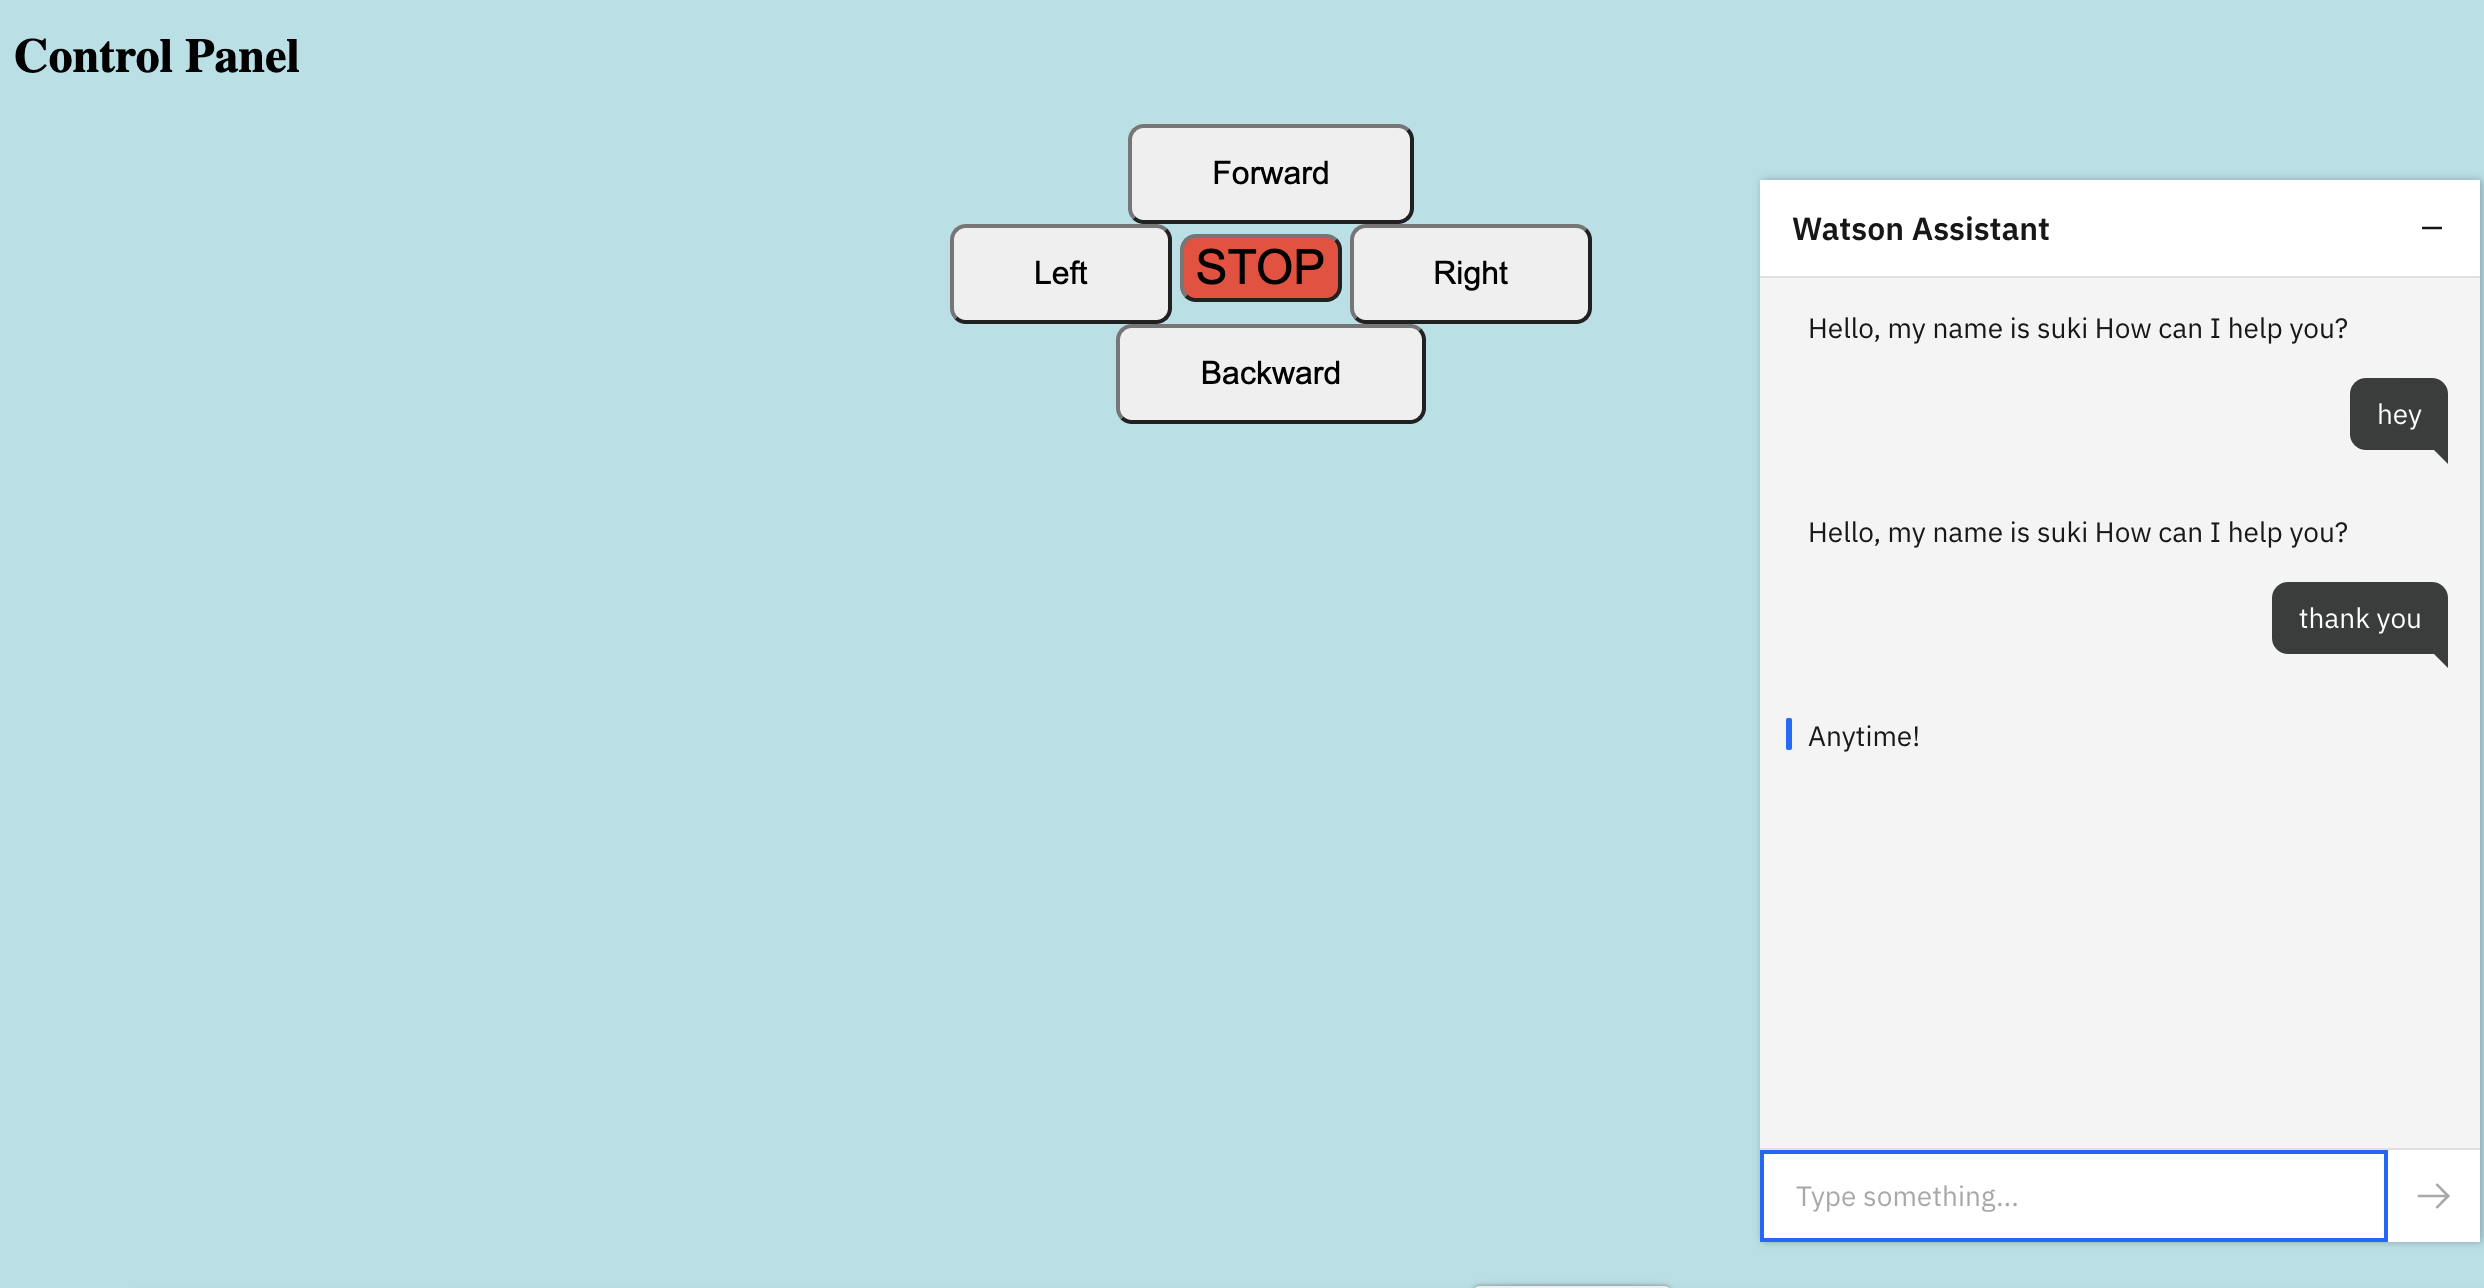 Control Panel
Forward
Left
STOP
Right
Backward
Watson Assistant
Hello, my name is suki How can I help you?
hey
Hello, my name is suki How can I help you?
thank you
Anytime!
Type something...